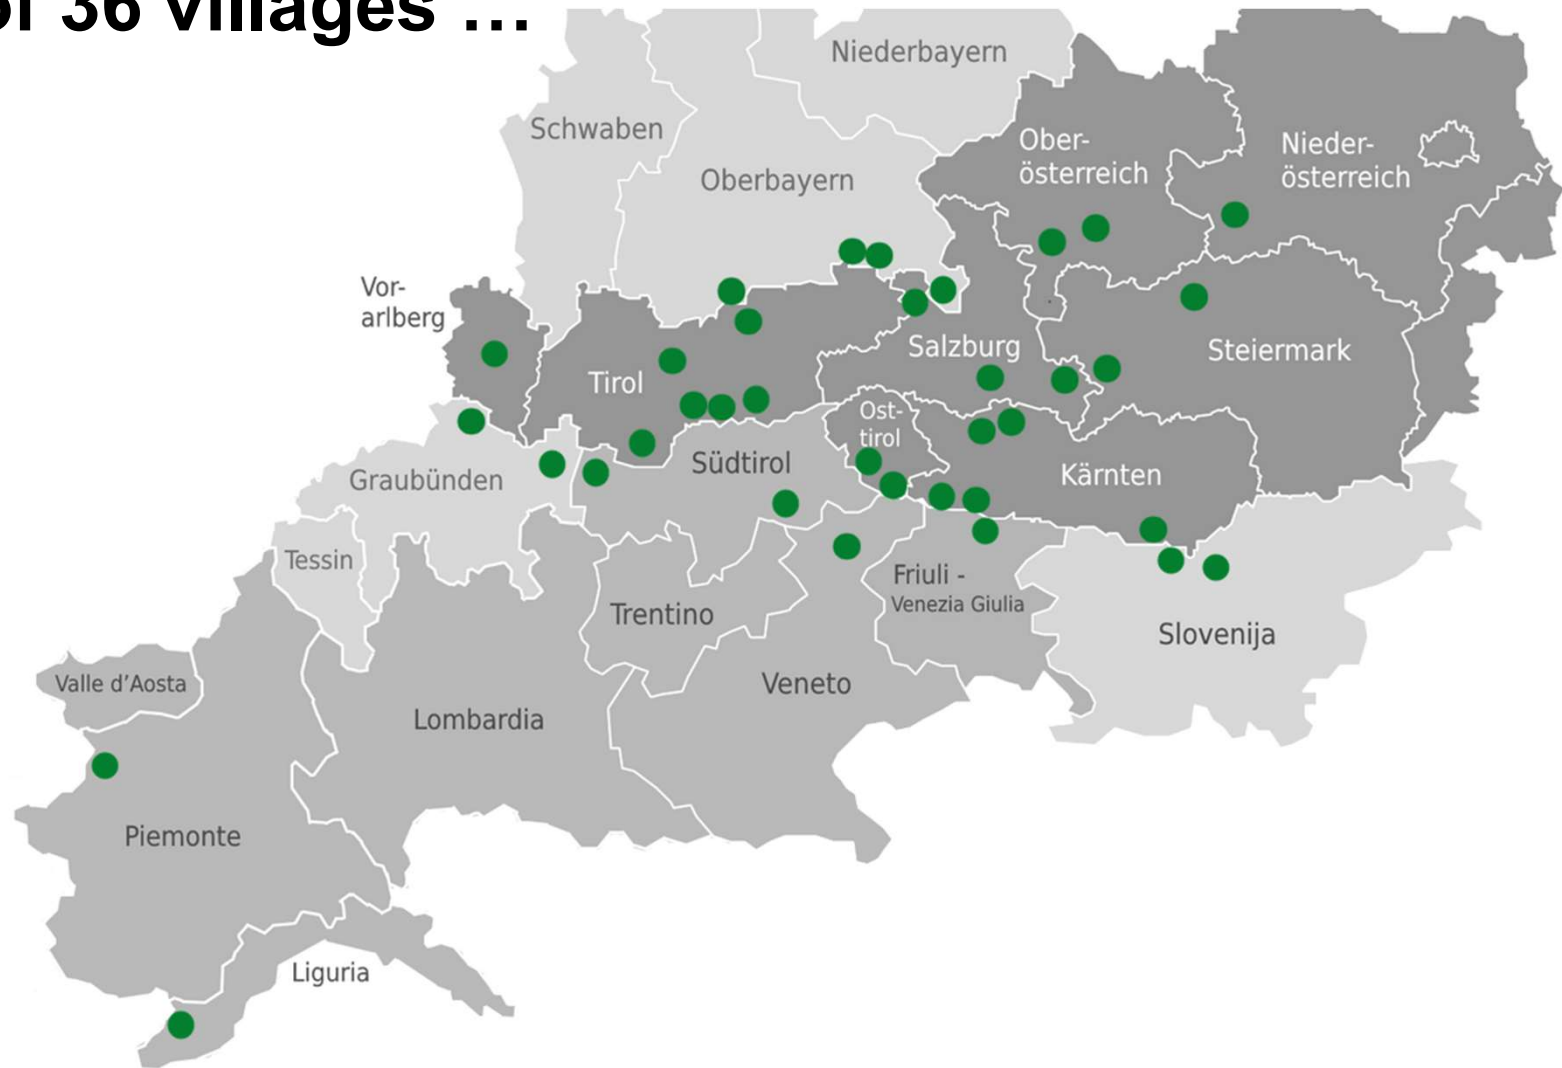 of 36 villages ...
Niederbayern
Schwaben
Ober-
österreich
Nieder-
österreich
Oberbayern
Vor-
arlberg
Salzburg
Steiermark
Tirol
Ost-
tirol
Südtirol
Kärnten
Graubünden
Tessin
Friuli -
Venezia Giulia
Trentino
Slovenija
Valle d’Aosta
Veneto
Lombardia
Piemonte
Liguria